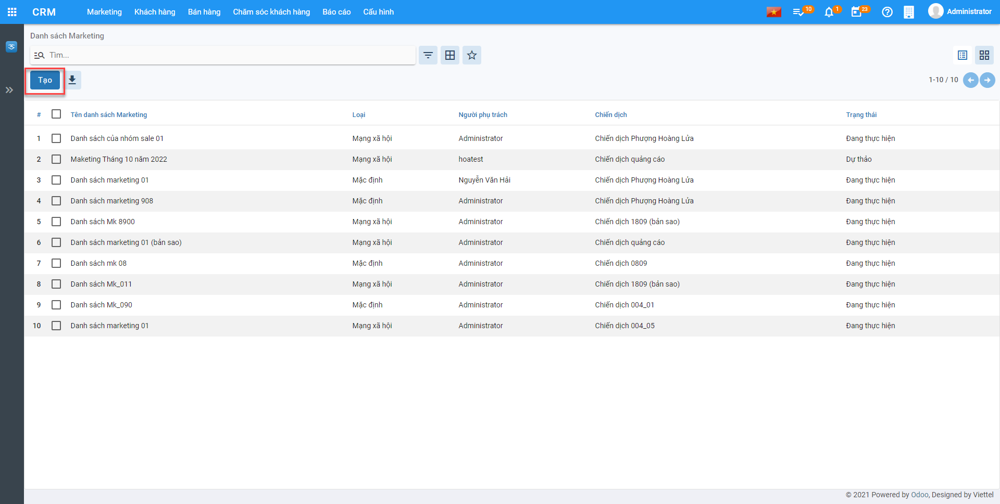 CRM Marketing Khách hàng Bán hàng Chăm sóc khách hàng Báo cáo Cấu hình 10 1 23 Administrator
Danh sách Marketing
Tìm...
Tạo 1-10 / 10
# Tên danh sách Marketing Loại Người phụ trách Chiến dịch Trạng thái
1 Danh sách của nhóm sale 01 Mạng xã hội Administrator Chiến dịch Phượng Hoàng Lửa Đang thực hiện
2 Maketing Tháng 10 năm 2022 Mạng xã hội hoatest Chiến dịch quảng cáo Dự thảo
3 Danh sách marketing 01 Mặc định Nguyễn Văn Hải Chiến dịch Phượng Hoàng Lửa Đang thực hiện
4 Danh sách marketing 908 Mặc định Administrator Chiến dịch Phượng Hoàng Lửa Đang thực hiện
5 Danh sách Mk 8900 Mạng xã hội Administrator Chiến dịch 1809 (bản sao) Đang thực hiện
6 Danh sách marketing 01 (bản sao) Mạng xã hội Administrator Chiến dịch quảng cáo Đang thực hiện
7 Danh sách mk 08 Mặc định Administrator Chiến dịch 0809 Đang thực hiện
8 Danh sách Mk_011 Mạng xã hội Administrator Chiến dịch 1809 (bản sao) Đang thực hiện
9 Danh sách Mk_090 Mặc định Administrator Chiến dịch 004_01 Đang thực hiện
10 Danh sách marketing 01 Mạng xã hội Administrator Chiến dịch 004_05 Đang thực hiện
© 2021 Powered by Odoo, Designed by Viettel